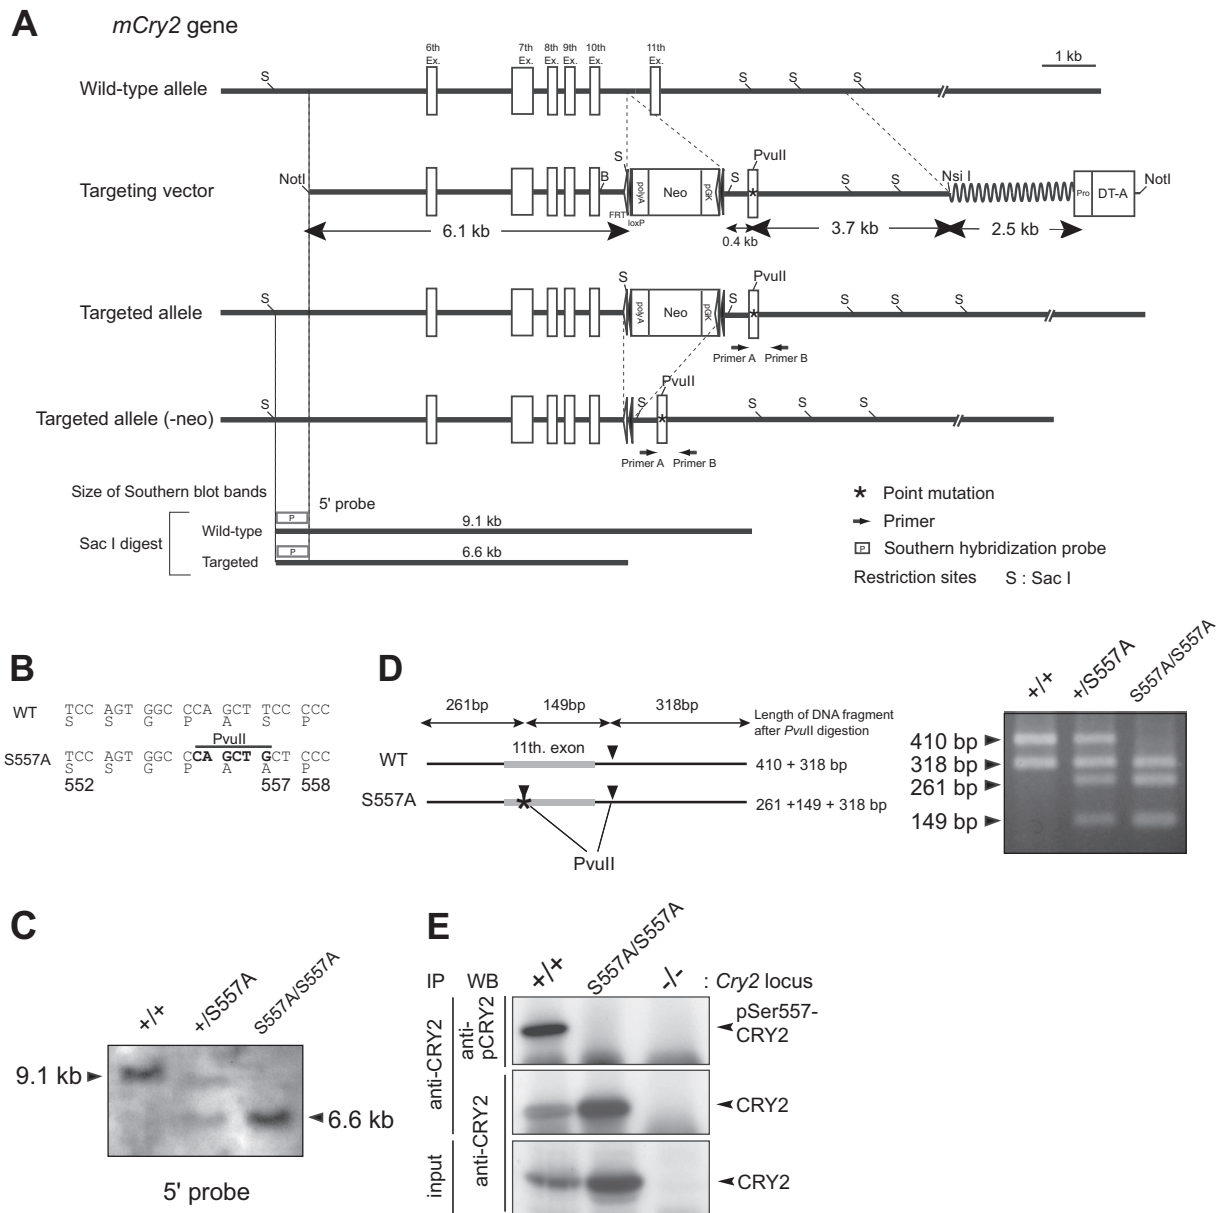 A
mCry2 gene
6th Ex.
7th Ex.
8th Ex.
9th Ex.
10th Ex.
11th Ex.
1 kb
Wild-type allele
S
S
S
S
Targeting vector
NotI
B
S
FRT
loxP
polyA
Neo
pGK
S
PvuII
*
S
S
Nsi I
Pro
DT-A
NotI
6.1 kb
0.4 kb
3.7 kb
2.5 kb
Targeted allele
S
S
polyA
Neo
pGK
S
PvuII
*
S
S
S
Primer A
Primer B
Targeted allele (-neo)
S
S
PvuII
*
S
S
S
Primer A
Primer B
Size of Southern blot bands
5' probe
Sac I digest
P
Wild-type
9.1 kb
P
Targeted
6.6 kb
* Point mutation
Primer
P Southern hybridization probe
Restriction sites S : Sac I
B
WT
TCC AGT GGC CCA GCT TCC CCC
S S G P A S P
PvuII
S557A
TCC AGT GGC CCA GCT GCT CCC
S S G P A A P
552 557 558
C
+/+
+/S557A
S557A/S557A
9.1 kb
6.6 kb
5' probe
D
261bp
149bp
318bp
Length of DNA fragment
after PvuII digestion
11th. exon
WT
410 + 318 bp
S557A
*
261 +149 + 318 bp
PvuII
+/+
+/S557A
S557A/S557A
410 bp
318 bp
261 bp
149 bp
E
IP
WB
+/+
S557A/S557A
-/-
: Cry2 locus
anti-CRY2
anti-
pCRY2
pSer557-
CRY2
anti-CRY2
CRY2
input
CRY2